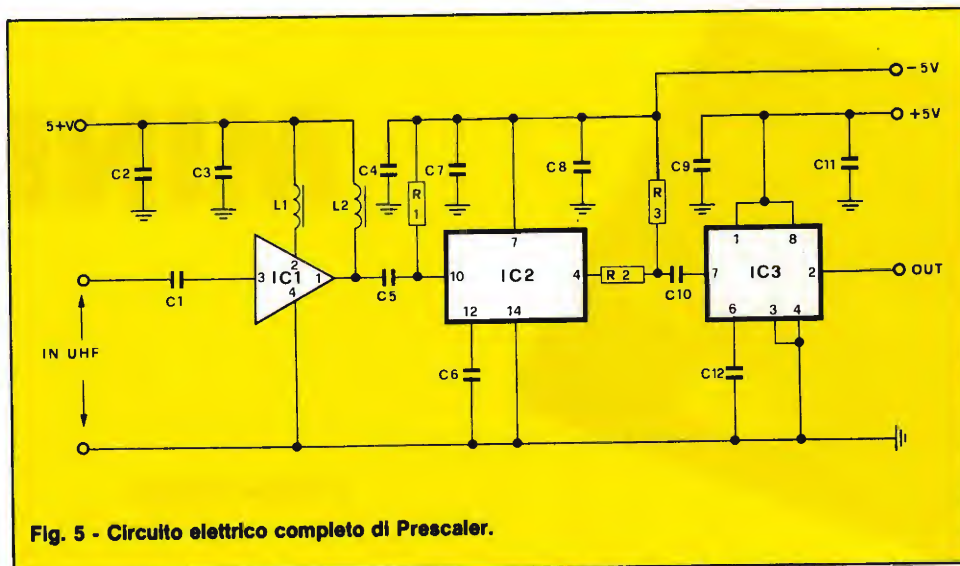 -5V
5+V
+5V
C2
C3
C4
C7
C8
C9
C11
R
1
L1
L2
R
3
2
7
1
8
3
IC1
1
C5
10
IC2
4
R 2
C10
7
IC3
2
OUT
C1
4
12
14
6
3
4
IN UHF
C6
C12
Fig. 5 - Circuito elettrico completo di Prescaler.